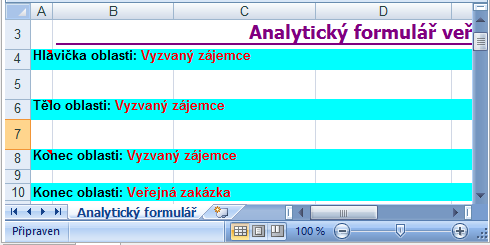 A B C D
3 Analytický formulář veř
4 Hlavička oblasti: Vyzvaný zájemce
5
6 Tělo oblasti: Vyzvaný zájemce
7
8 Konec oblasti: Vyzvaný zájemce
9
10 Konec oblasti: Veřejná zakázka
Analytický formulář
Připraven 100 %